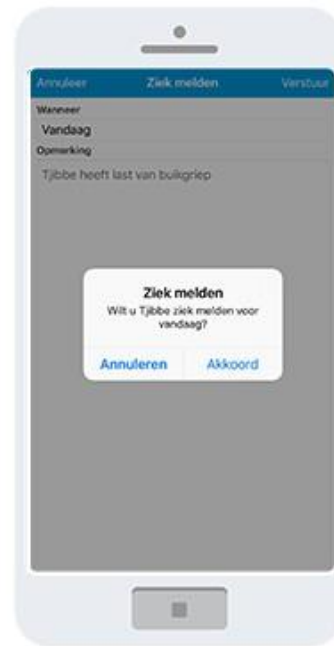 Annuleer Ziek melden Verstuur
Wanneer
Vandaag
Opmerking
Tjibbe heeft last van buikgriep
Ziek melden
Wilt u Tjibbe ziek melden voor
vandaag?
Annuleren Akkoord